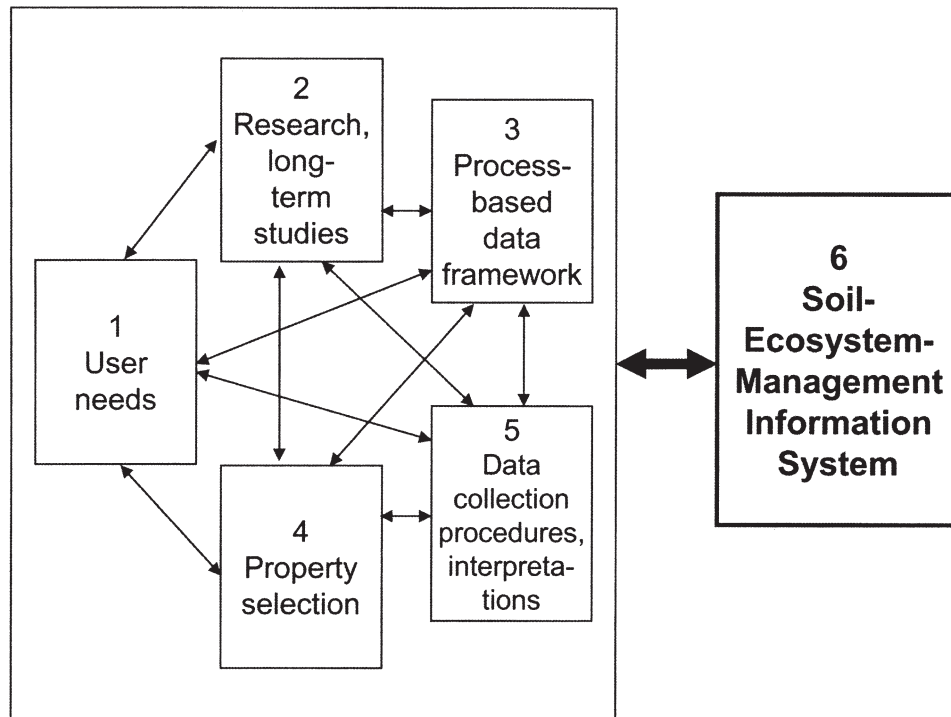 1
User
needs
2
Research,
long-
term
studies
3
Process-
based
data
framework
4
Property
selection
5
Data
collection
procedures,
interpreta-
tions
6
Soil-
Ecosystem-
Management
Information
System